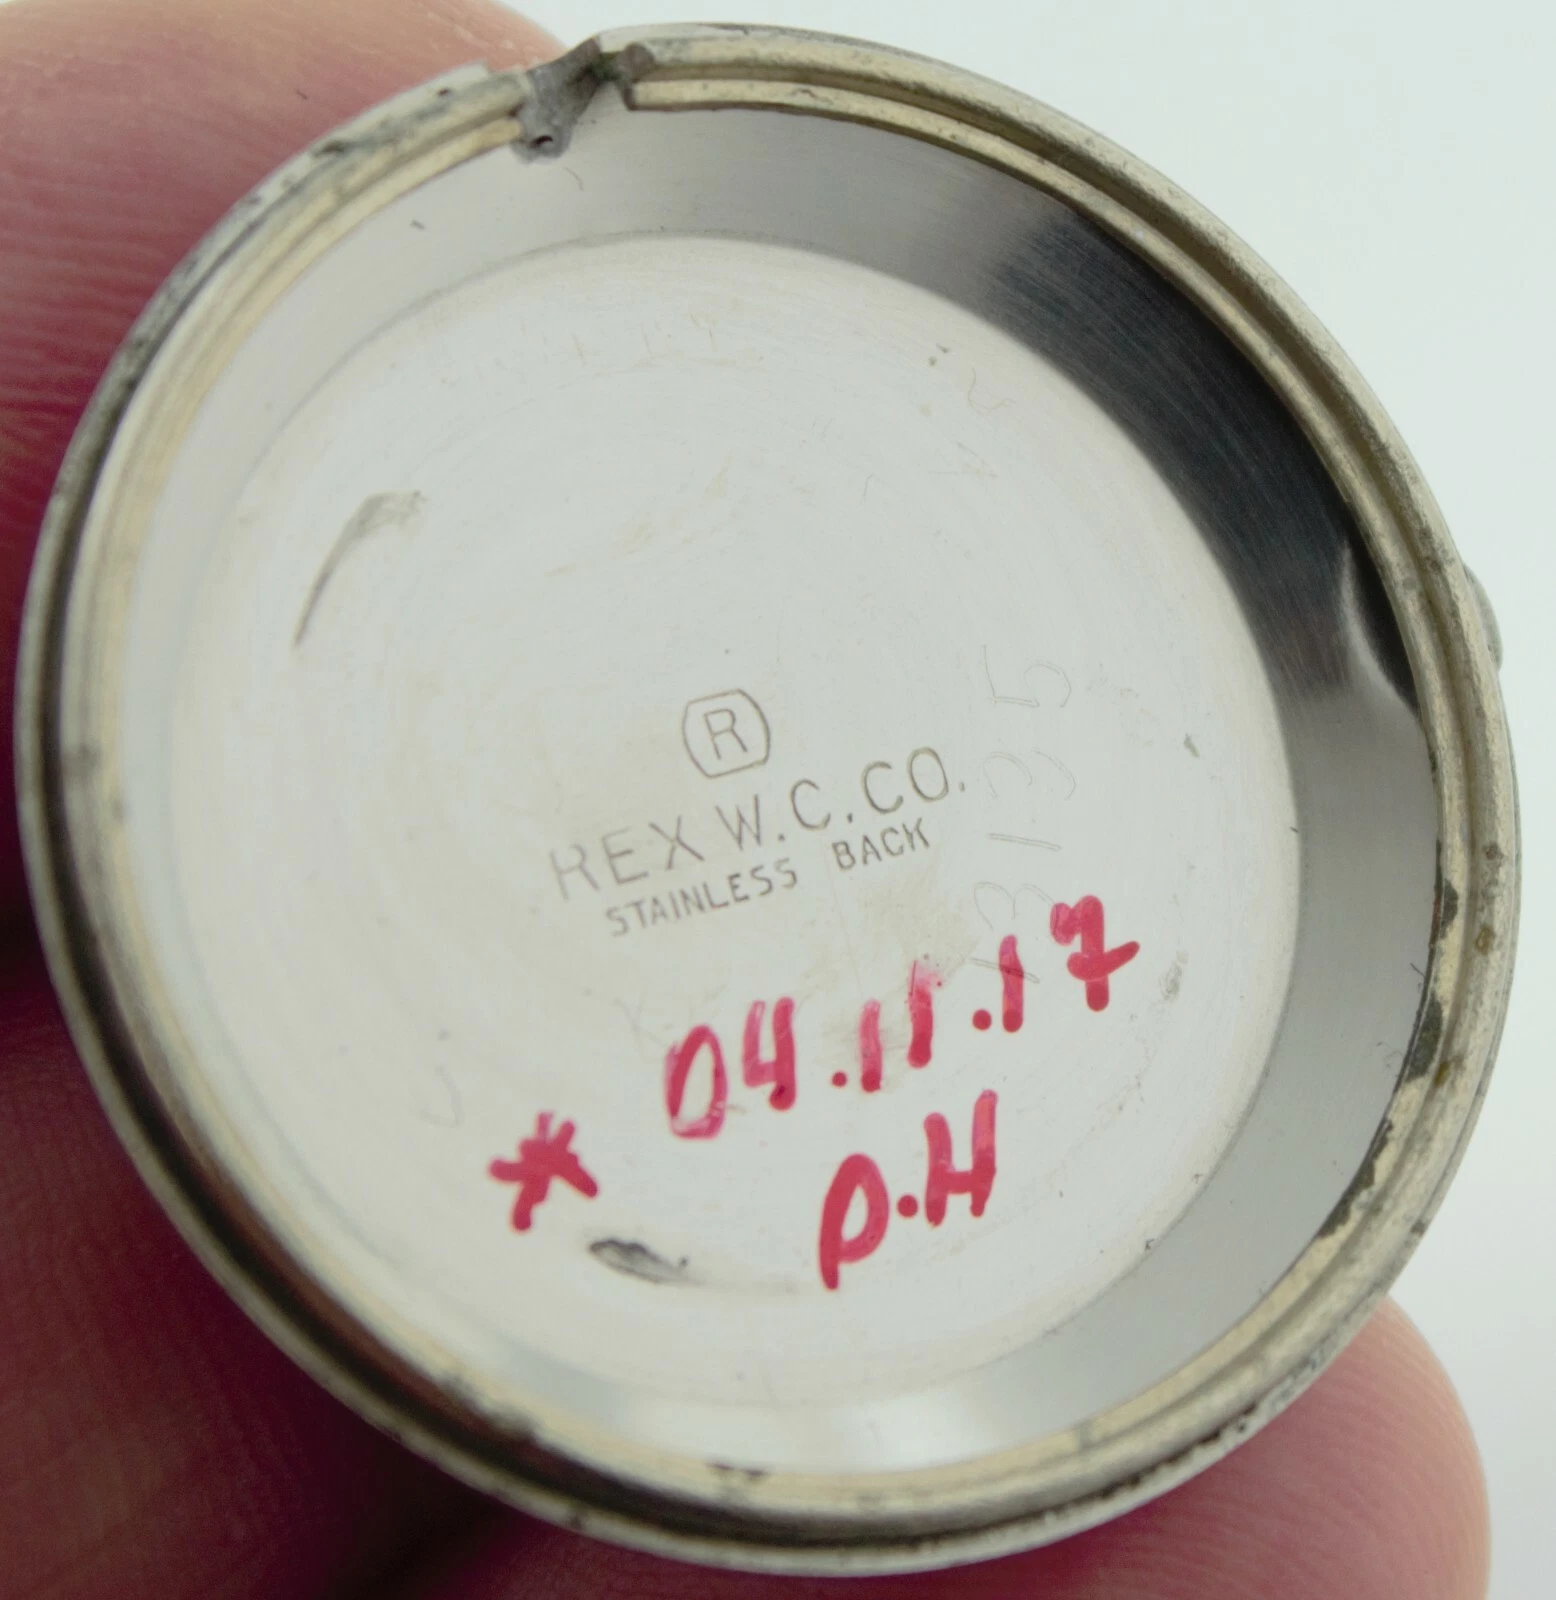 R
REX W.C.CO.
STAINLESS BACK
* 04.11.17
P.H